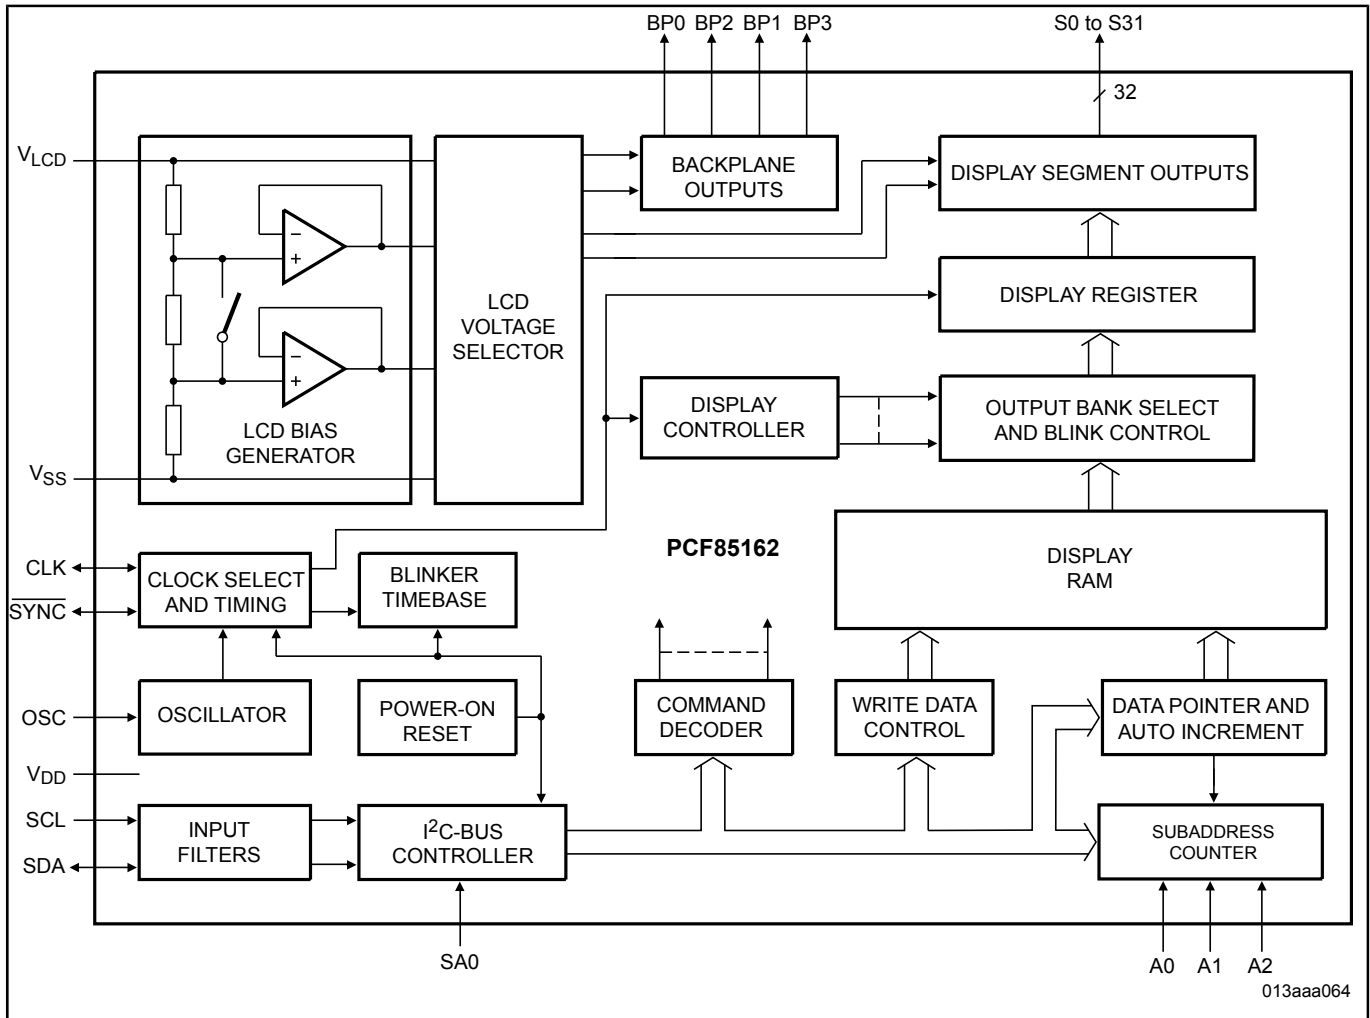 BP0 BP2 BP1 BP3
S0 to S31
32
VLCD
BACKPLANE
OUTPUTS
DISPLAY SEGMENT OUTPUTS
−
+
LCD
VOLTAGE
SELECTOR
DISPLAY REGISTER
−
+
LCD BIAS
GENERATOR
DISPLAY
CONTROLLER
OUTPUT BANK SELECT
AND BLINK CONTROL
VSS
PCF85162
DISPLAY
RAM
CLK
SYNC
CLOCK SELECT
AND TIMING
BLINKER
TIMEBASE
OSC
OSCILLATOR
POWER-ON
RESET
COMMAND
DECODER
WRITE DATA
CONTROL
DATA POINTER AND
AUTO INCREMENT
VDD
SCL
SDA
INPUT
FILTERS
I2C-BUS
CONTROLLER
SUBADDRESS
COUNTER
SA0
A0 A1 A2
013aaa064